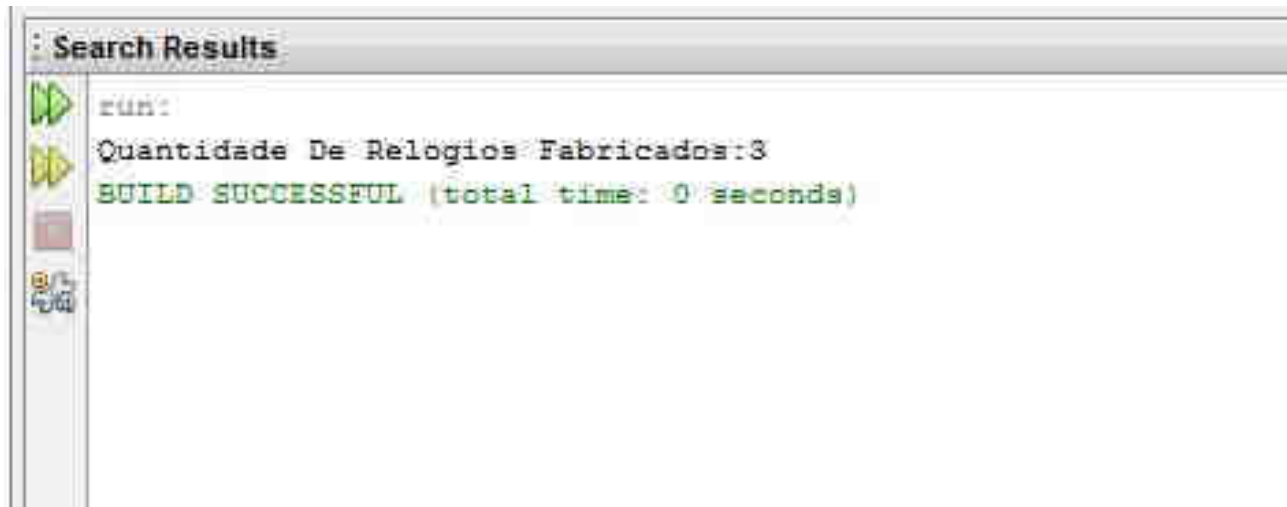 Search Results
run:
Quantidade De Relogios Fabricados:3
BUILD SUCCESSFUL (total time: 0 seconds)